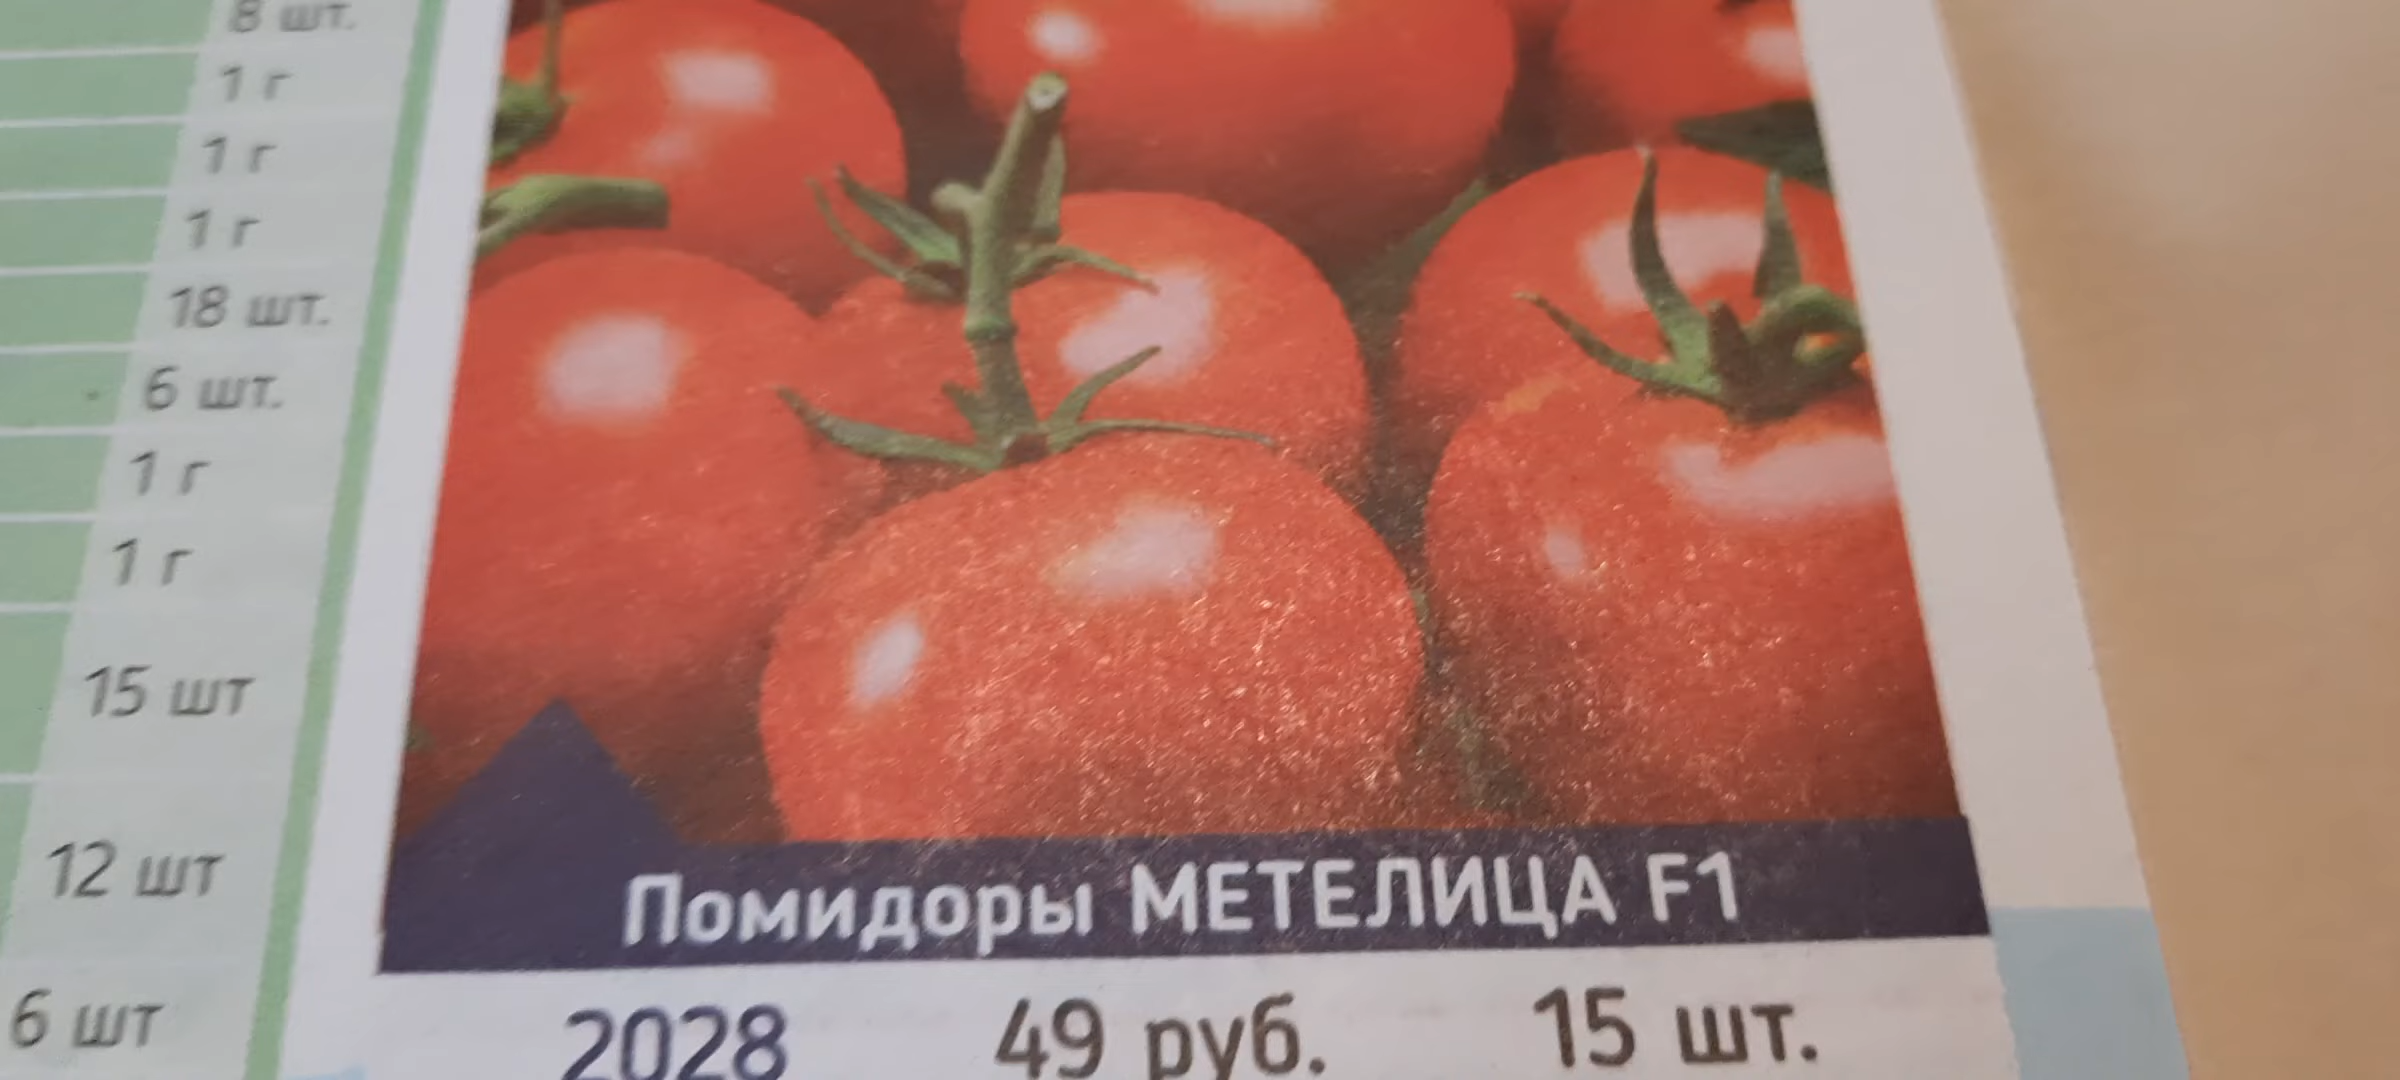 8 шт.
1 г
1 г
1 г
18 шт.
6 шт.
1 г
1 г
15 шт
12 шт
6 шт
Помидоры МЕТЕЛИЦА F1
2028 49 руб. 15 шт.